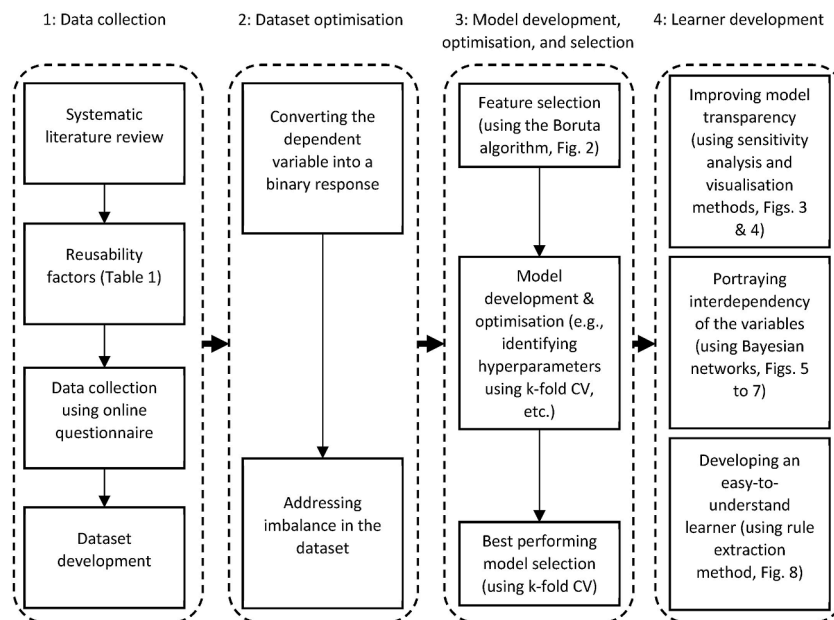 1: Data collection
Systematic
literature review
Reusability
factors (Table 1)
Data collection
using online
questionnaire
Dataset
development
2: Dataset optimisation
Converting the
dependent
variable into a
binary response
Addressing
imbalance in the
dataset
3: Model development,
optimisation, and selection
Feature selection
(using the Boruta
algorithm, Fig. 2)
Model
development &
optimisation (e.g.,
identifying
hyperparameters
using k-fold CV,
etc.)
Best performing
model selection
(using k-fold CV)
4: Learner development
Improving model
transparency
(using sensitivity
analysis and
visualisation
methods, Figs. 3
& 4)
Portraying
interdependency
of the variables
(using Bayesian
networks, Figs. 5
to 7)
Developing an
easy-to-
understand
learner (using rule
extraction
method, Fig. 8)